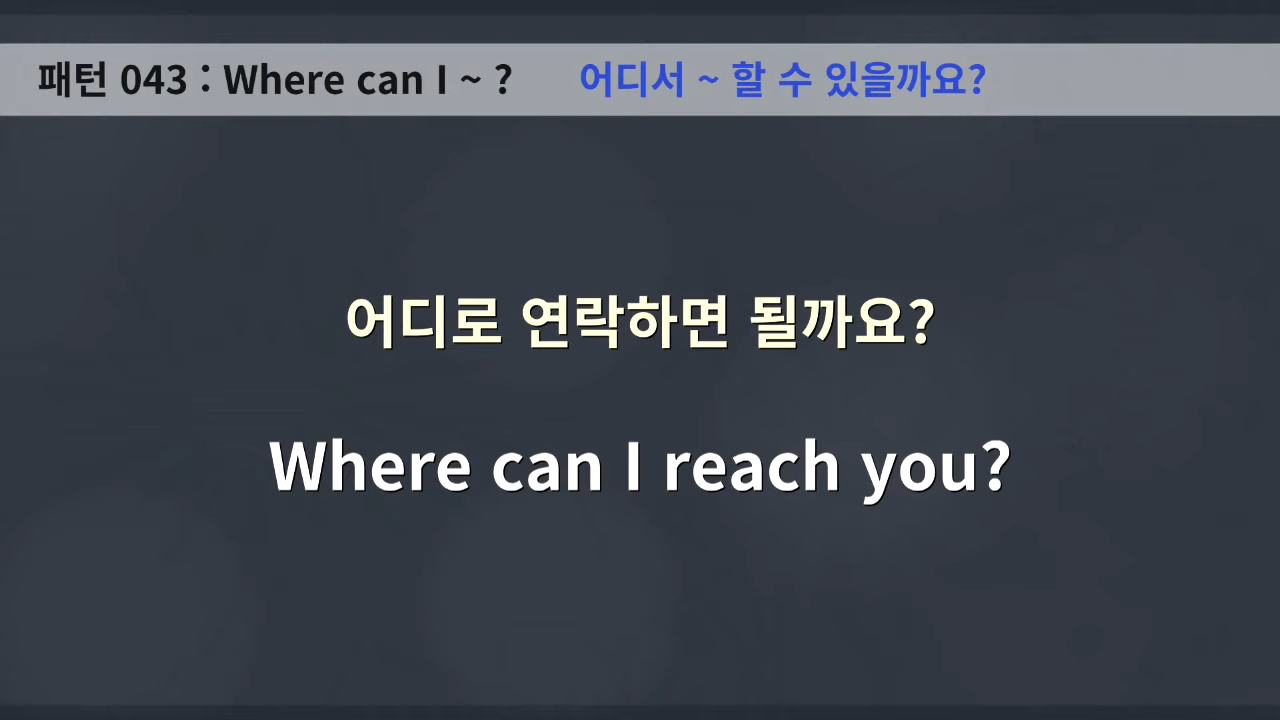 패턴 043 : Where can I ~ ? 어디서 ~ 할 수 있을까요?
어디로 연락하면 될까요?
Where can I reach you?